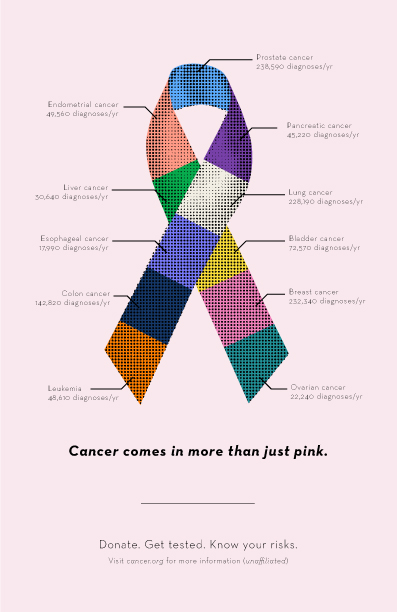 Prostate cancer
238,590 diagnoses/yr
Endometrial cancer
49,560 diagnoses/yr
Pancreatic cancer
45,220 diagnoses/yr
Liver cancer
30,640 diagnoses/yr
Lung cancer
228,190 diagnoses/yr
Esophegeal cancer
17,990 diagnoses/yr
Bladder cancer
72,570 diagnoses/yr
Colon cancer
142,820 diagnoses/yr
Breast cancer
232,340 diagnoses/yr
Leukemia
48,610 diagnoses/yr
Ovarian cancer
22,240 diagnoses/yr
Cancer comes in more than just pink.
Donate. Get tested. Know your risks.
Visit cancer.org for more information (unaffiliated)